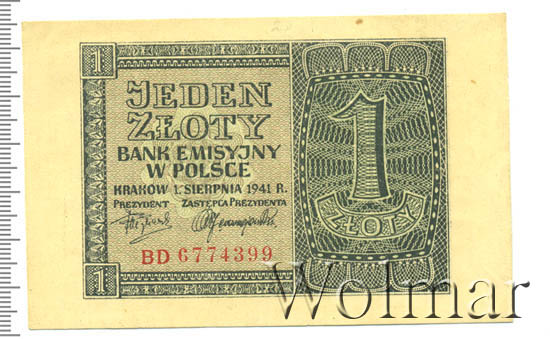 1
JEDEN
ZŁOTY
BANK EMISYJNY
W POLSCE
KRAKÓW 1. SIERPNIA 1941 R.
PREZYDENT ZASTĘPCA PREZYDENTA
BD 6774399
1
1
ZŁOTY
Wolmar